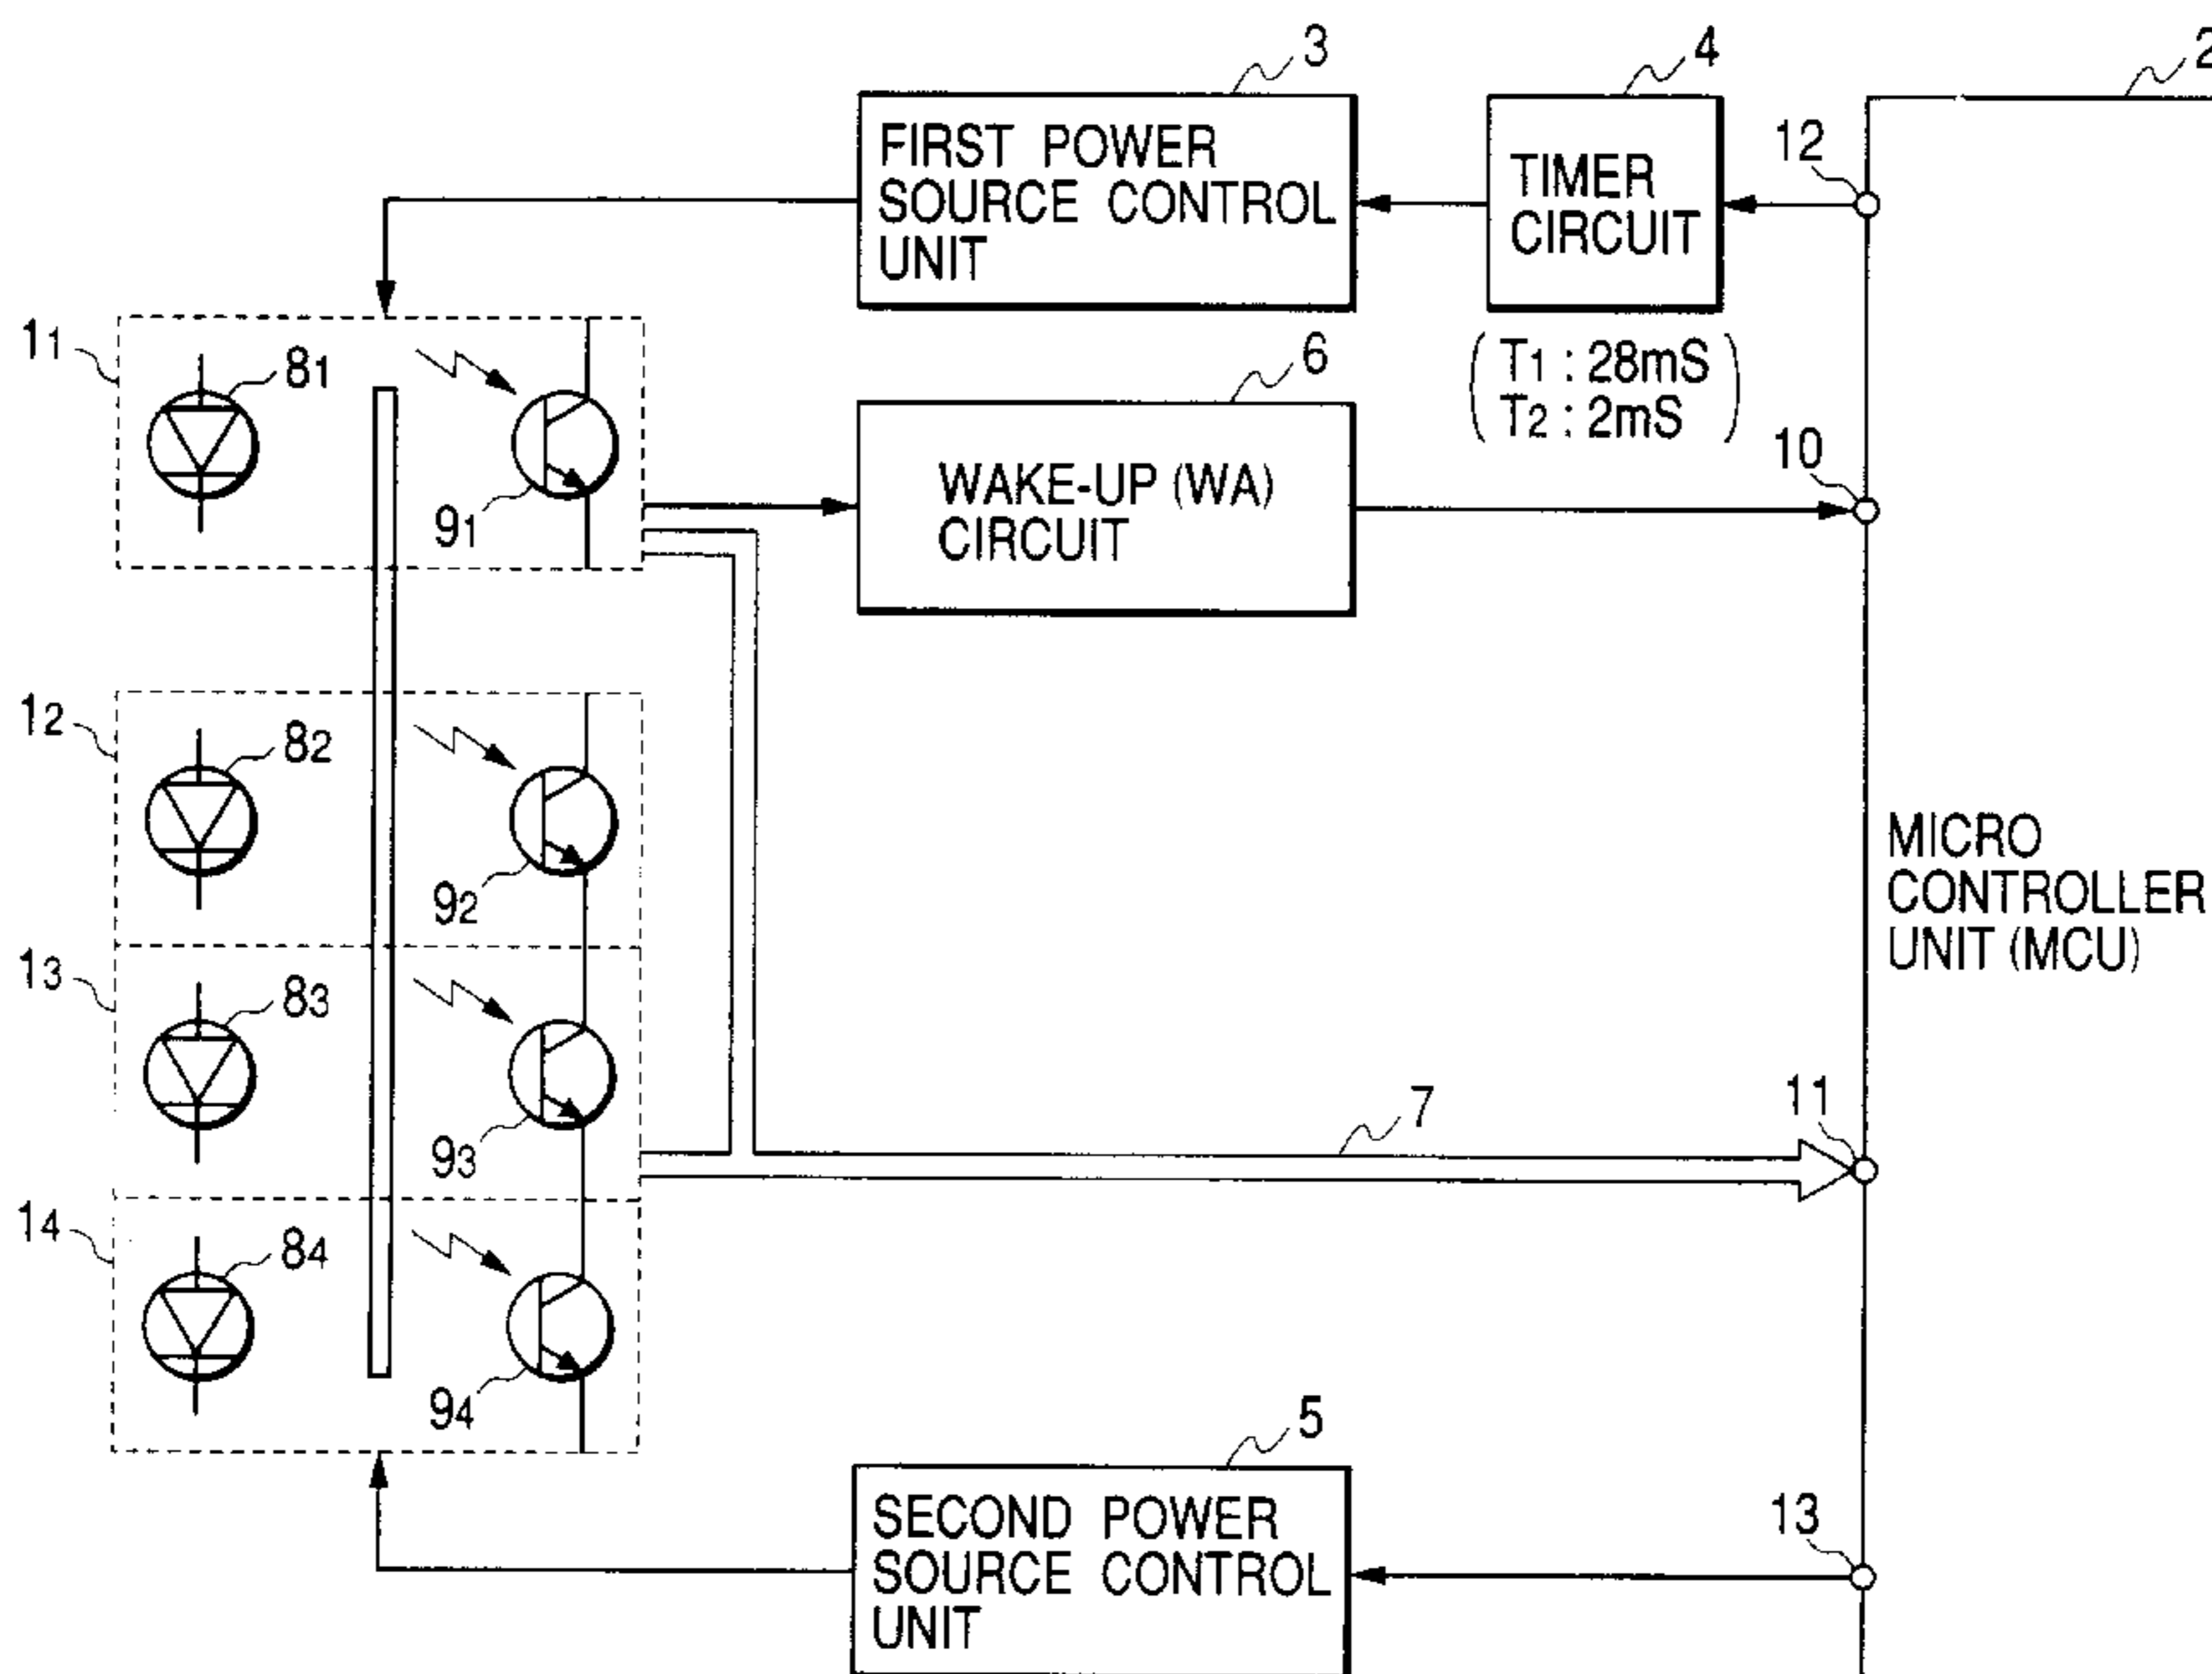 3
4
2
FIRST POWER
SOURCE CONTROL
UNIT
TIMER
CIRCUIT
12
11
81
91
6
( T1 : 28mS
T2 : 2mS )
WAKE-UP (WA)
CIRCUIT
10
12
82
92
MICRO
CONTROLLER
UNIT (MCU)
13
83
93
7
11
14
84
94
5
SECOND POWER
SOURCE CONTROL
UNIT
13